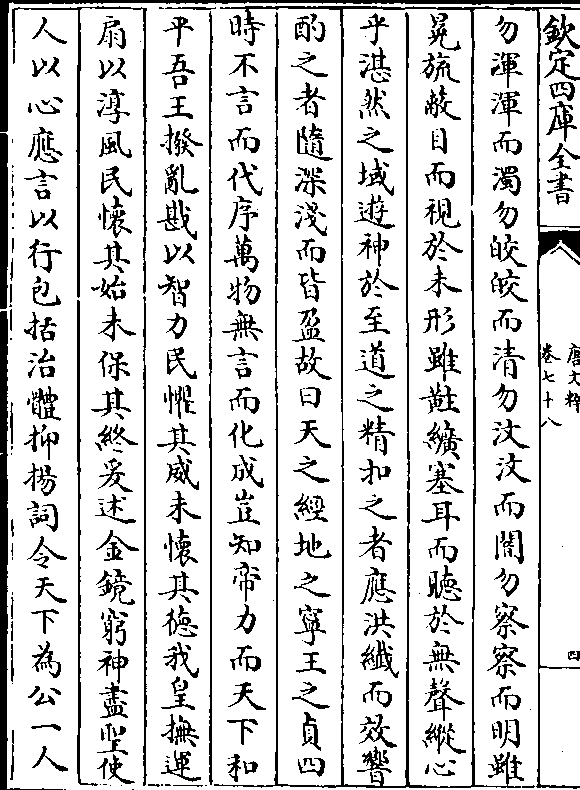 欽定四庫全書
唐文粹
卷七十八
四
勿渾渾而濁勿皎皎而清勿汶汶而闇勿察察而明雖
冕旒蔽目而視於未形雖黈纊塞耳而聽於無聲縱心
乎湛然之域遊神於至道之精扣之者應洪纖而效響
酌之者隨深淺而皆盈故曰天之經地之寧王之貞四
時不言而代序萬物無言而化成豈知帝力而天下和
平吾王撥亂戡以智力民懼其威未懷其德我皇撫運
扇以淳風民懷其始未保其終爰述金鏡窮神盡聖使
人以心應言以行包括治體抑揚詞令天下為公一人